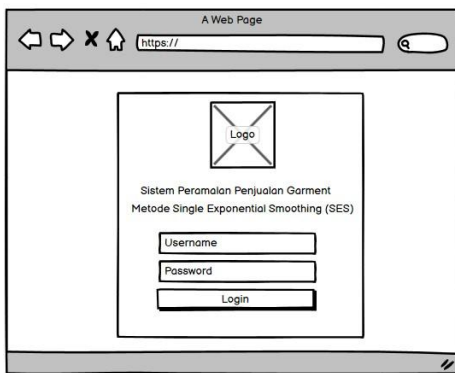 A Web Page
https://
Logo
Sistem Peramalan Penjualan Garment
Metode Single Exponential Smoothing (SES)
Username
Password
Login